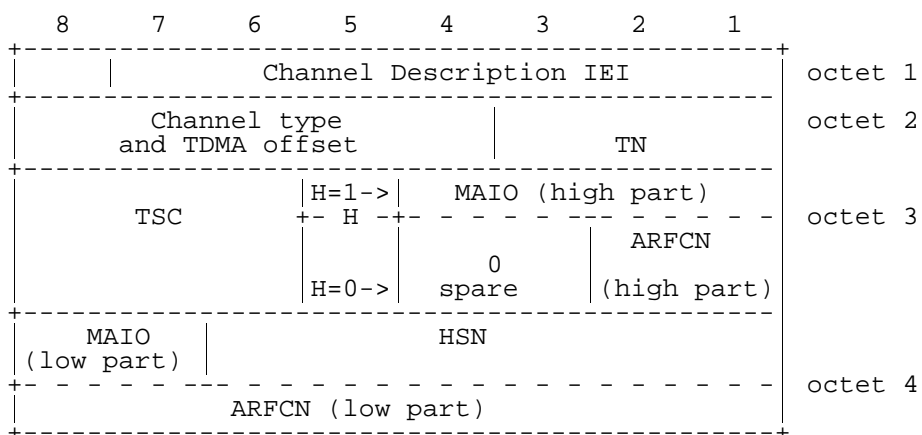 8 7 6 5 4 3 2 1
Channel Description IEI octet 1
Channel type octet 2
and TDMA offset TN
H=1-> MAIO (high part)
TSC H octet 3
ARFCN
0
H=0-> spare (high part)
MAIO HSN
(low part)
octet 4
ARFCN (low part)